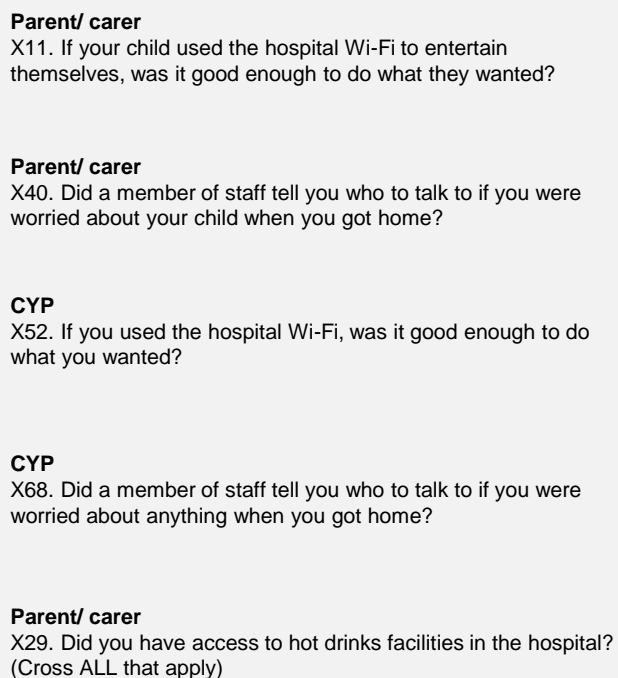 Parent/ carer
X11. If your child used the hospital Wi-Fi to entertain
themselves, was it good enough to do what they wanted?
Parent/ carer
X40. Did a member of staff tell you who to talk to if you were
worried about your child when you got home?
CYP
X52. If you used the hospital Wi-Fi, was it good enough to do
what you wanted?
CYP
X68. Did a member of staff tell you who to talk to if you were
worried about anything when you got home?
Parent/ carer
X29. Did you have access to hot drinks facilities in the hospital?
(Cross ALL that apply)